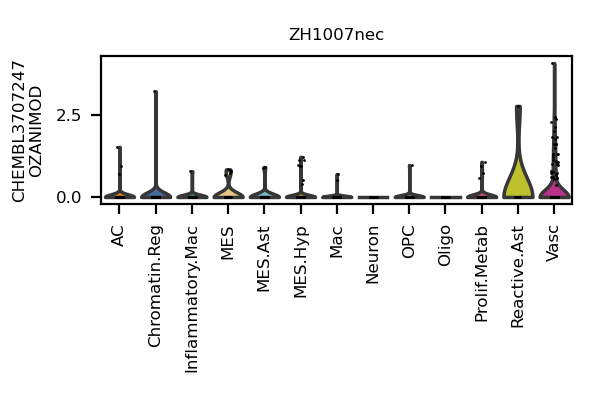 ZH1007nec
CHEMBL3707247
OZANIMOD
2.5
0.0
AC
Chromatin.Reg
Inflammatory.Mac
MES
MES.Ast
MES.Hyp
Mac
Neuron
OPC
Oligo
Prolif.Metab
Reactive.Ast
Vasc